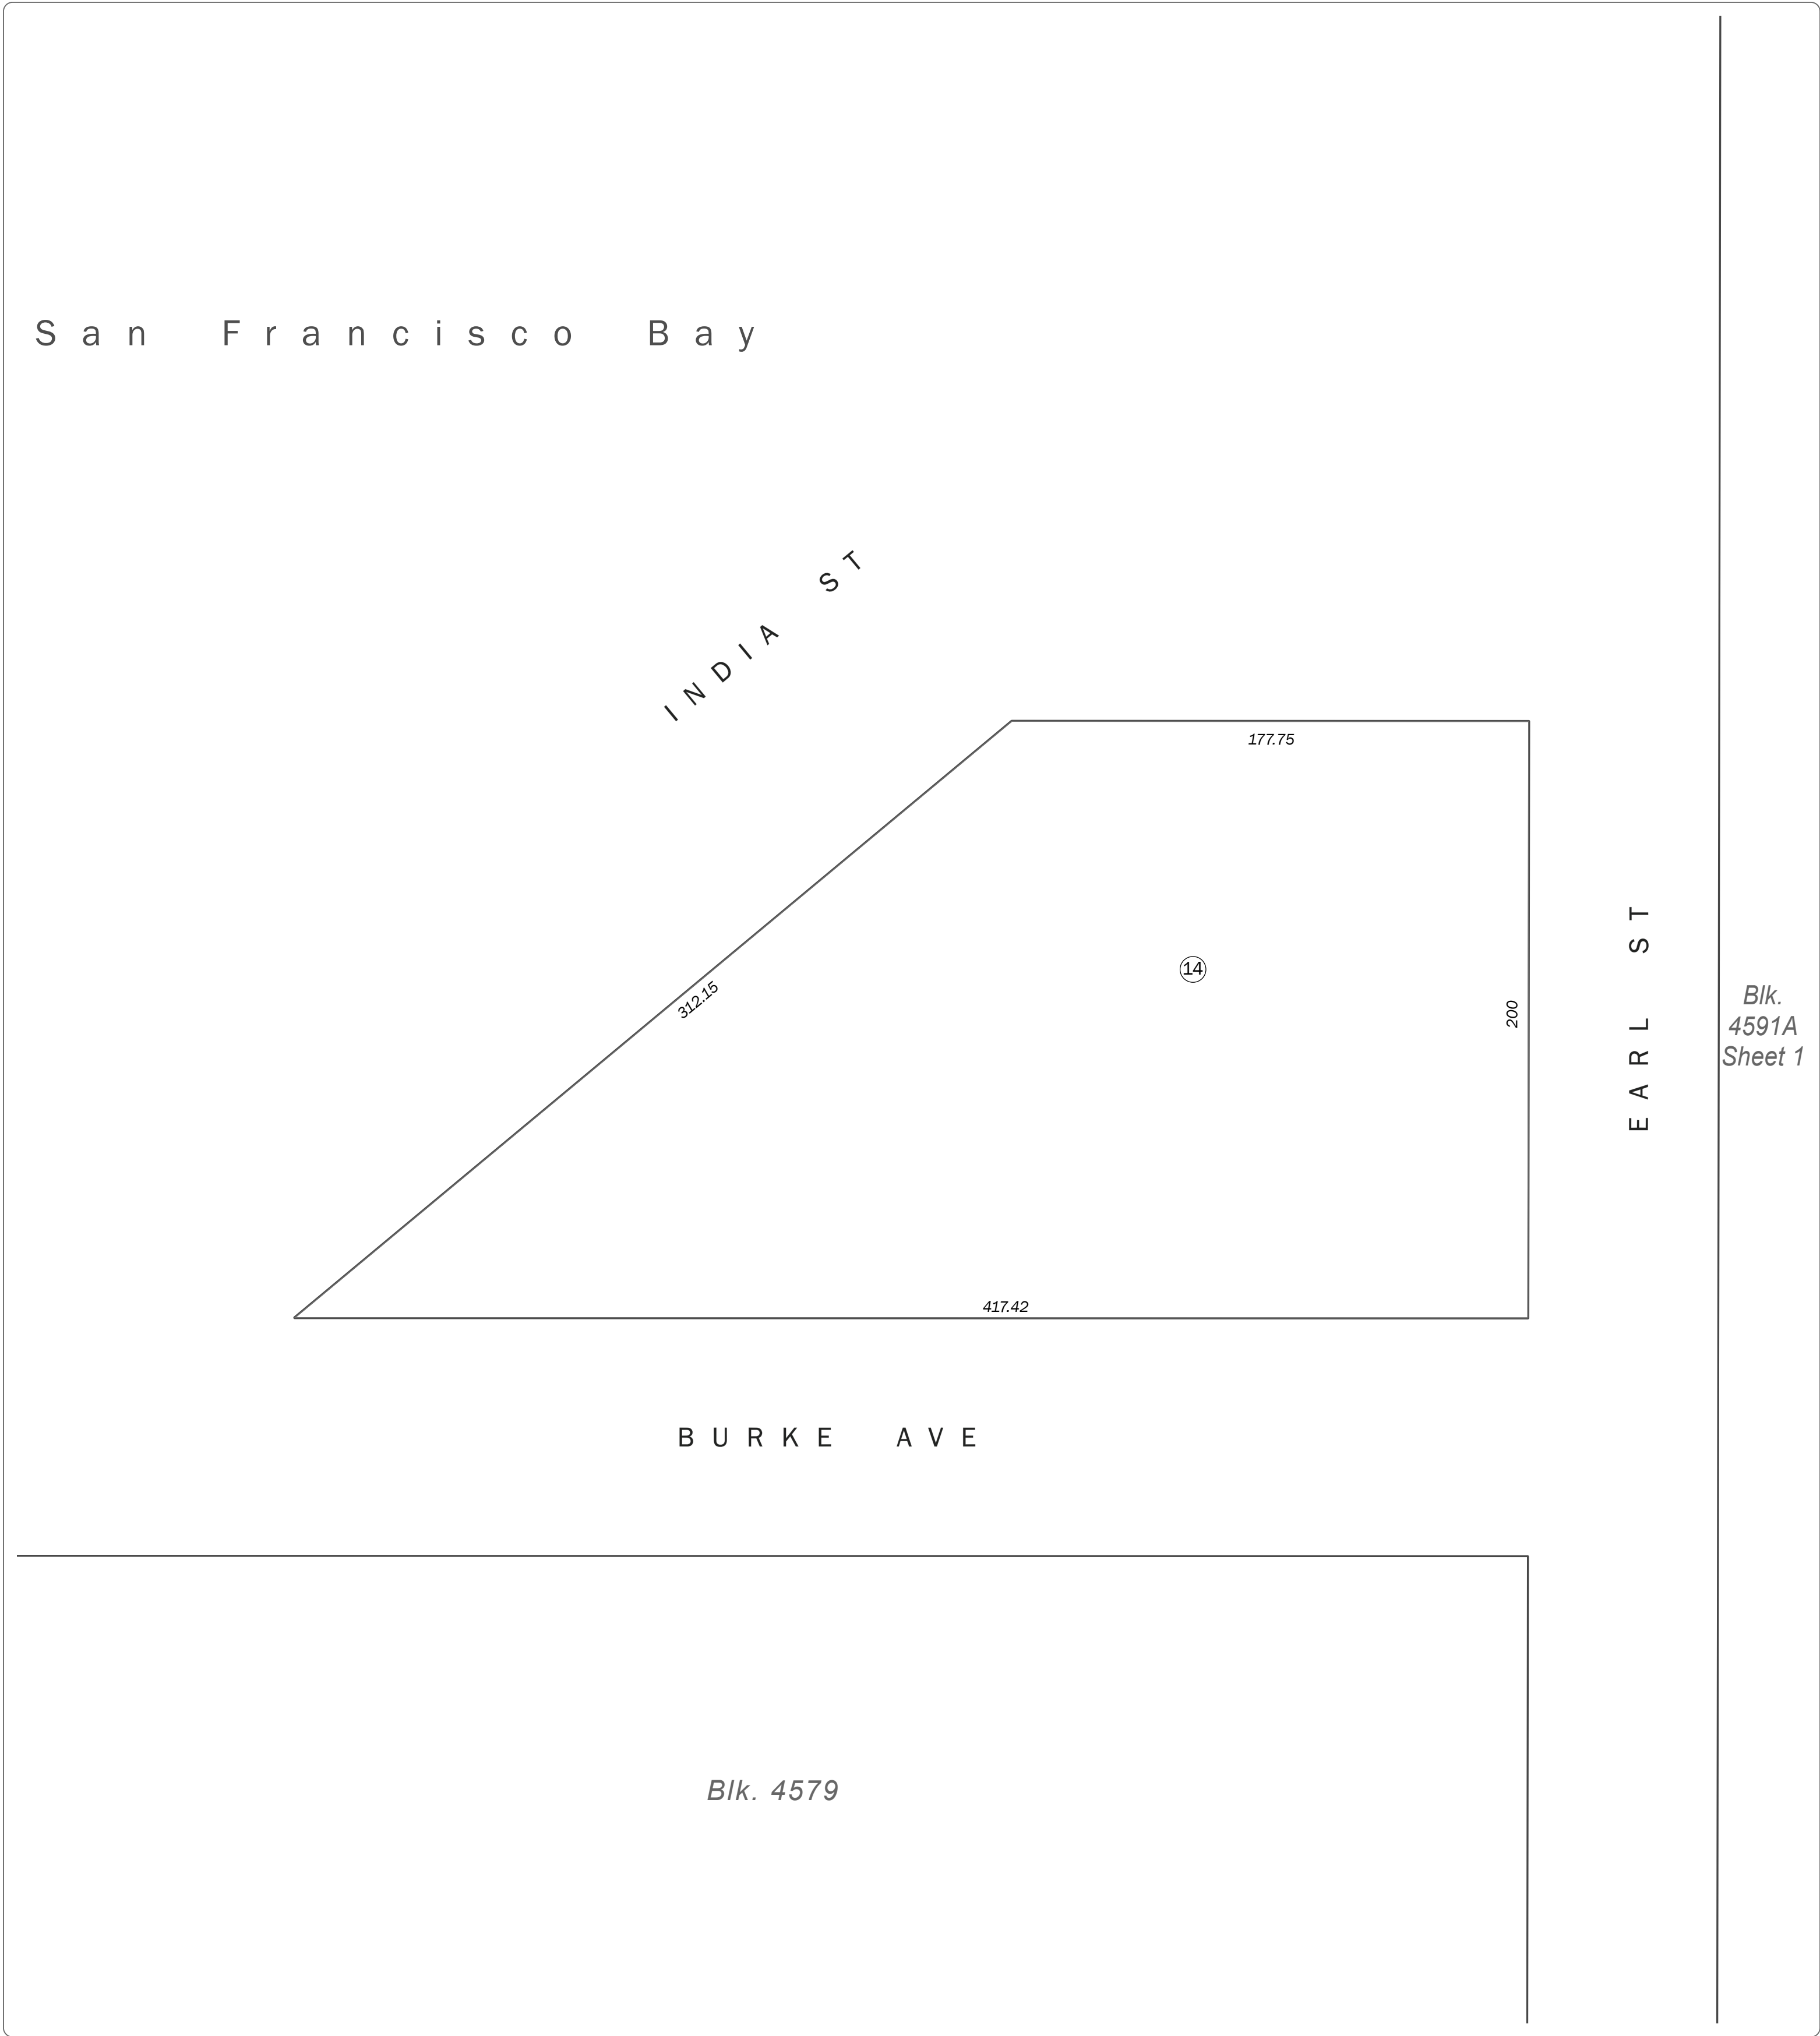 San Francisco Bay
INDIA ST
177.75
14
312.15
200
EARL ST
Blk.
4591A
Sheet 1
417.42
BURKE AVE
Blk. 4579